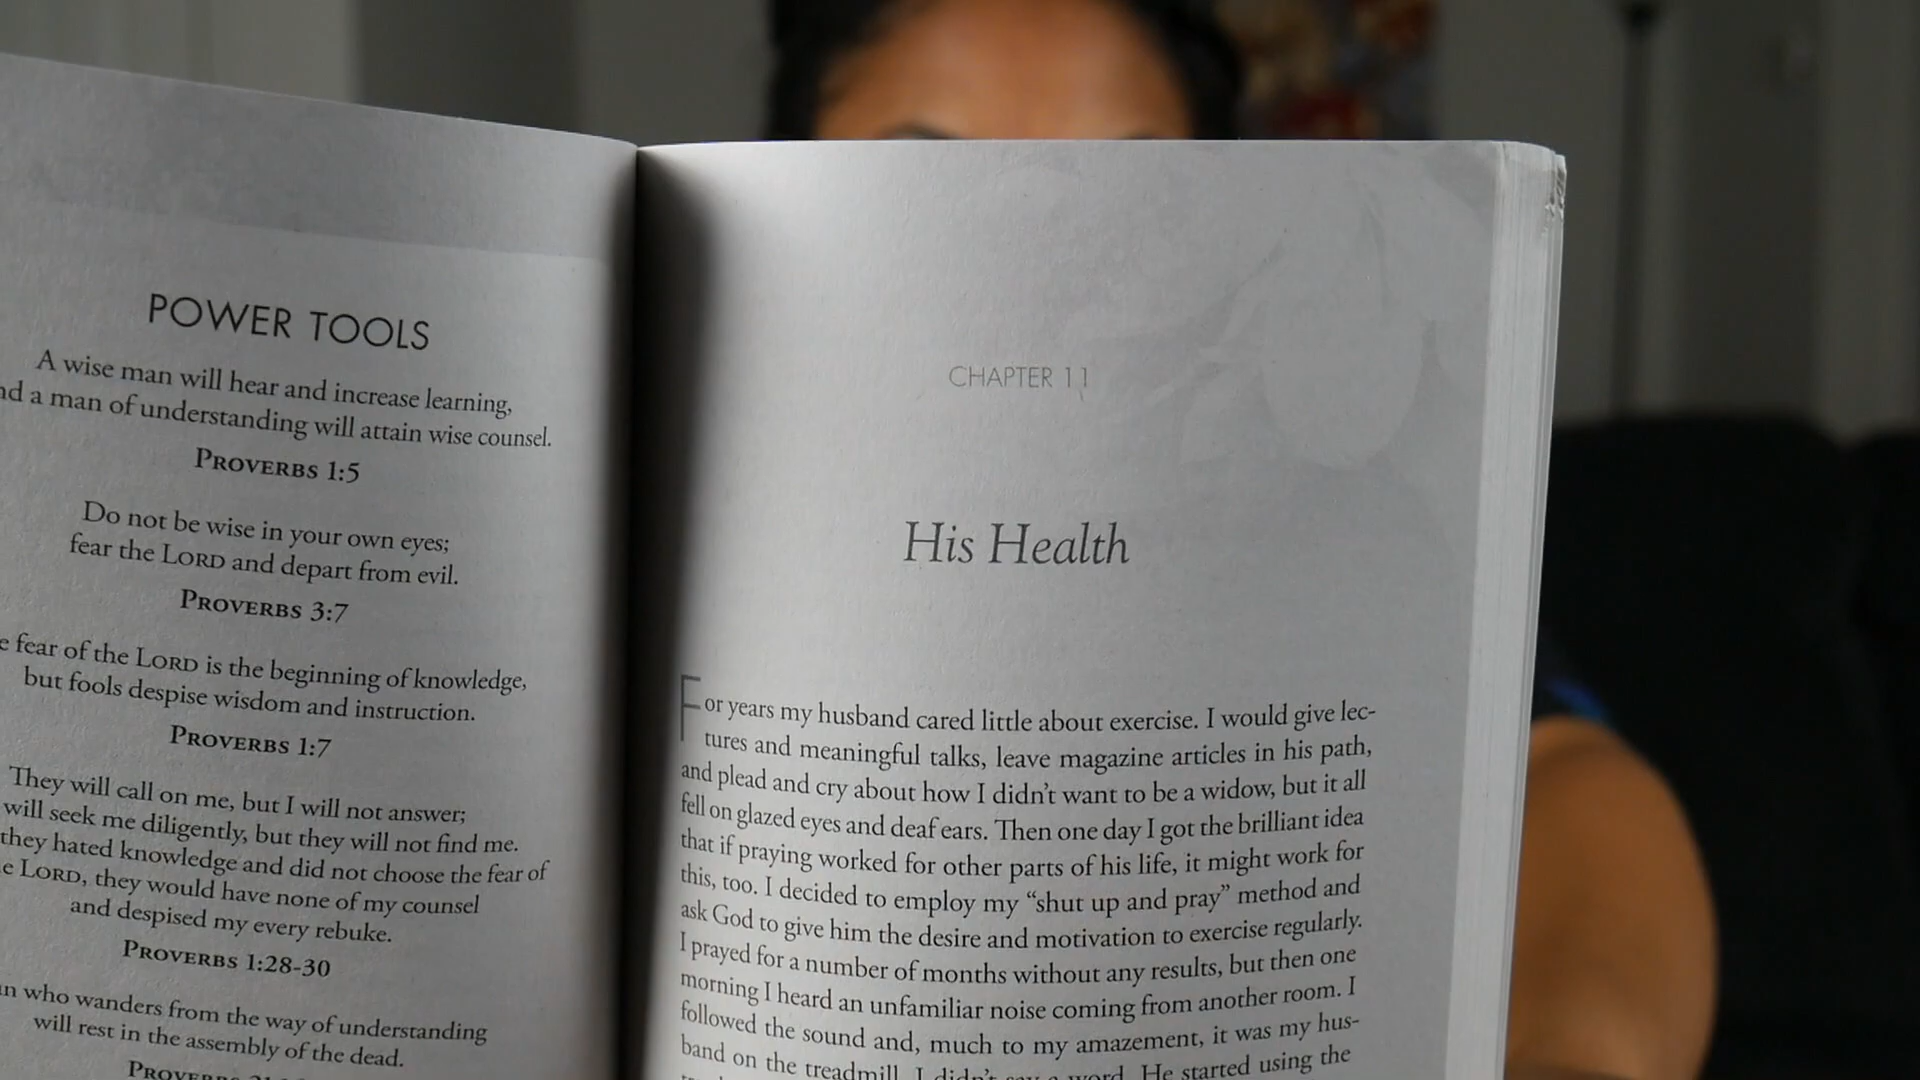 POWER TOOLS
A wise man will hear and increase learning,
a man of understanding will attain wise counsel.
PROVERBS 1:5
Do not be wise in your own eyes;
fear the LORD and depart from evil.
PROVERBS 3:7
fear of the LORD is the beginning of knowledge,
but fools despise wisdom and instruction.
PROVERBS 1:7
They will call on me, but I will not answer;
will seek me diligently, but they will not find me.
they hated knowledge and did not choose the fear of
LORD, they would have none of my counsel
and despised my every rebuke.
PROVERBS 1:28-30
who wanders from the way of understanding
will rest in the assembly of the dead.
CHAPTER 11
His Health
For years my husband cared little about exercise. I would give lec-
tures and meaningful talks, leave magazine articles in his path,
and plead and cry about how I didn't want to be a widow, but it all
fell on glazed eyes and deaf ears. Then one day I got the brilliant idea
that if praying worked for other parts of his life, it might work for
this, too. I decided to employ my “shut up and pray” method and
ask God to give him the desire and motivation to exercise regularly.
I prayed for a number of months without any results, but then one
morning I heard an unfamiliar noise coming from another room. I
followed the sound and, much to my amazement, it was my hus-
band on the treadmill. I didn't say a word. He started using the